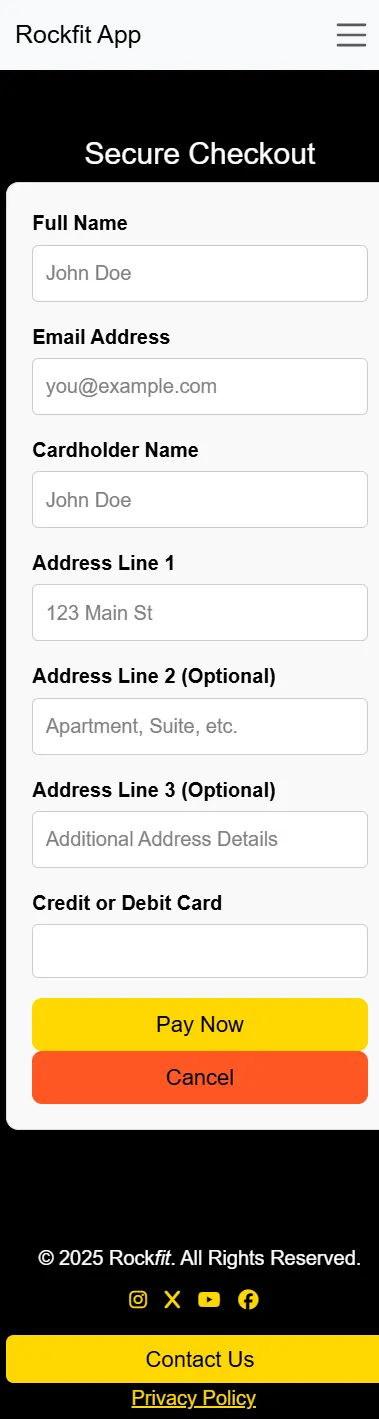 Rockfit App
Secure Checkout
Full Name
John Doe
Email Address
you@example.com
Cardholder Name
John Doe
Address Line 1
123 Main St
Address Line 2 (Optional)
Apartment, Suite, etc.
Address Line 3 (Optional)
Additional Address Details
Credit or Debit Card
Pay Now
Cancel
© 2025 Rockfit. All Rights Reserved.
Contact Us
Privacy Policy